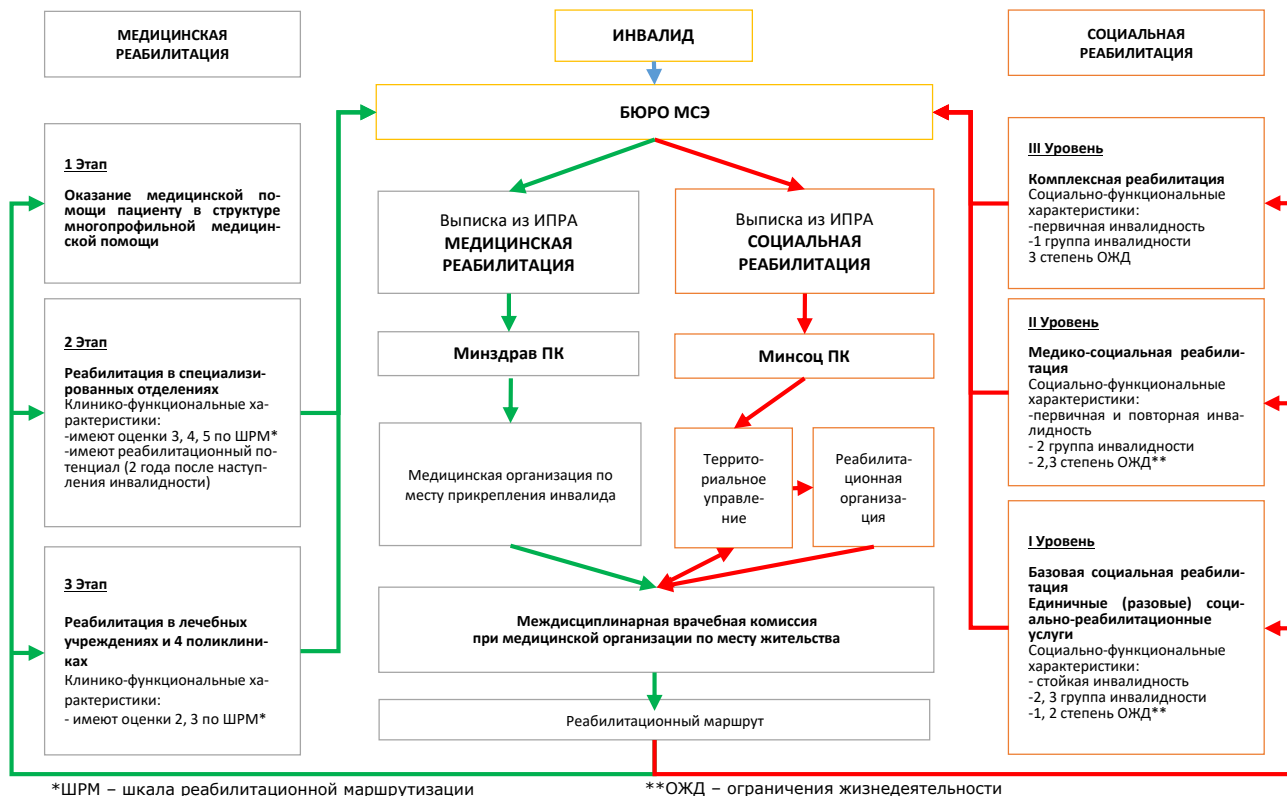 МЕДИЦИНСКАЯ
РЕАБИЛИТАЦИЯ
1 Этап
Оказание медицинской по-
мощи пациенту в структуре
многопрофильной медицин-
ской помощи
2 Этап
Реабилитация в специализи-
рованных отделениях
Клинико-функциональные ха-
рактеристики:
-имеют оценки 3, 4, 5 по ШРМ*
-имеют реабилитационный по-
тенциал (2 года после наступ-
ления инвалидности)
3 Этап
Реабилитация в лечебных
учреждениях и 4 поликлини-
ках
Клинико-функциональные ха-
рактеристики:
- имеют оценки 2, 3 по ШРМ*
ИНВАЛИД
БЮРО МСЭ
Выписка из ИПРА
МЕДИЦИНСКАЯ
РЕАБИЛИТАЦИЯ
Выписка из ИПРА
СОЦИАЛЬНАЯ
РЕАБИЛИТАЦИЯ
Минздрав ПК
Минсоц ПК
Медицинская организация по
месту прикрепления инвалида
Террито-
риальное
управле-
ние
Реабилита-
ционная
организа-
ция
Междисциплинарная врачебная комиссия
при медицинской организации по месту жительства
Реабилитационный маршрут
СОЦИАЛЬНАЯ
РЕАБИЛИТАЦИЯ
III Уровень
Комплексная реабилитация
Социально-функциональные
характеристики:
-первичная инвалидность
-1 группа инвалидности
3 степень ОЖД
II Уровень
Медико-социальная реабили-
тация
Социально-функциональные
характеристики:
-первичная и повторная инва-
лидность
- 2 группа инвалидности
- 2,3 степень ОЖД**
I Уровень
Базовая социальная реабили-
тация
Единичные (разовые) соци-
ально-реабилитационные
услуги
Социально-функциональные
характеристики:
- стойкая инвалидность
-2, 3 группа инвалидности
-1, 2 степень ОЖД**
*ШРМ – шкала реабилитационной маршрутизации
**ОЖД – ограничения жизнедеятельности